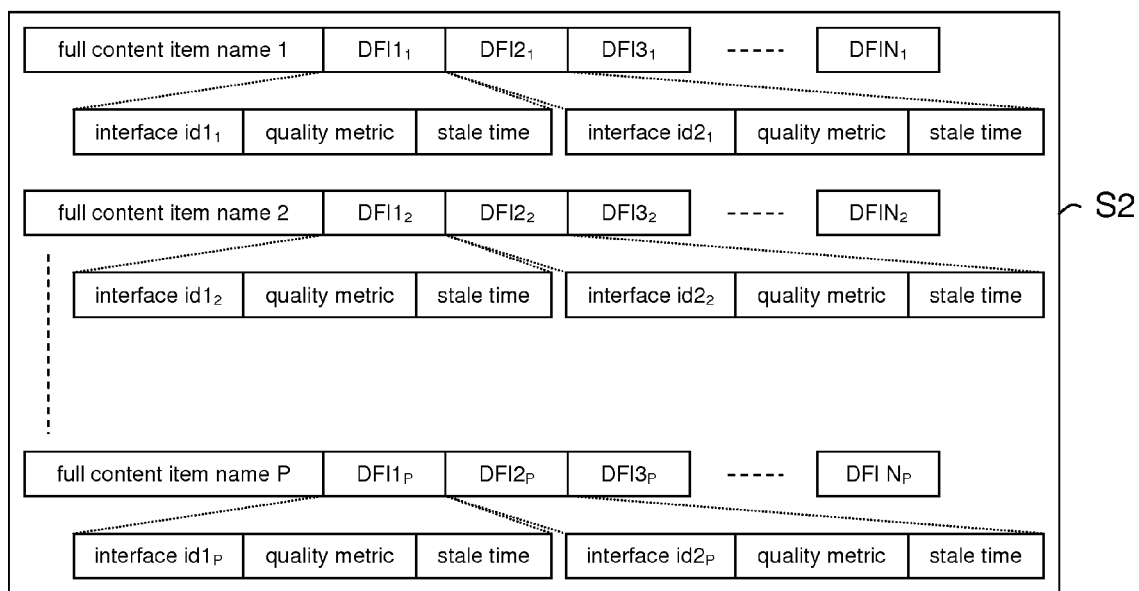 full content item name 1 DFI1₁ DFI2₁ DFI3₁ DFIN₁
interface id1₁ quality metric stale time interface id2₁ quality metric stale time
full content item name 2 DFI1₂ DFI2₂ DFI3₂ DFIN₂
S2
interface id1₂ quality metric stale time interface id2₂ quality metric stale time
full content item name P DFI1ₚ DFI2ₚ DFI3ₚ DFI Nₚ
interface id1ₚ quality metric stale time interface id2ₚ quality metric stale time